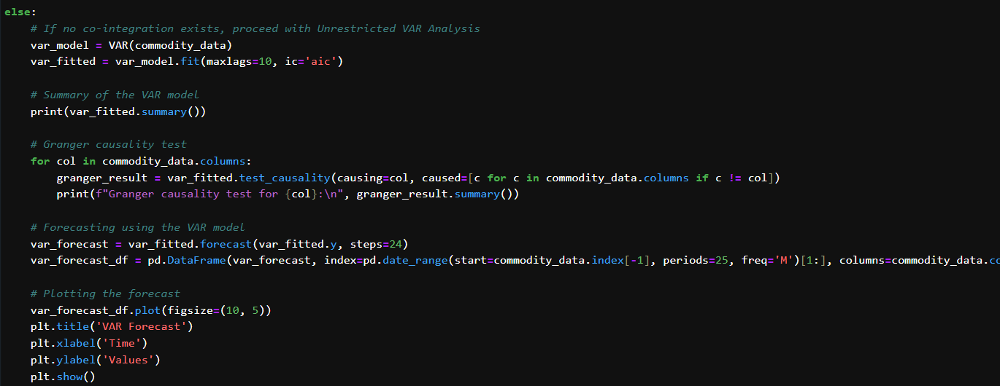 else:
    # If no co-integration exists, proceed with Unrestricted VAR Analysis
    var_model = VAR(commodity_data)
    var_fitted = var_model.fit(maxlags=10, ic='aic')

    # Summary of the VAR model
    print(var_fitted.summary())

    # Granger causality test
    for col in commodity_data.columns:
        granger_result = var_fitted.test_causality(causing=col, caused=[c for c in commodity_data.columns if c != col])
        print(f"Granger causality test for {col}:\n", granger_result.summary())

    # Forecasting using the VAR model
    var_forecast = var_fitted.forecast(var_fitted.y, steps=24)
    var_forecast_df = pd.DataFrame(var_forecast, index=pd.date_range(start=commodity_data.index[-1], periods=25, freq='M')[1:], columns=commodity_data.co

    # Plotting the forecast
    var_forecast_df.plot(figsize=(10, 5))
    plt.title('VAR Forecast')
    plt.xlabel('Time')
    plt.ylabel('Values')
    plt.show()